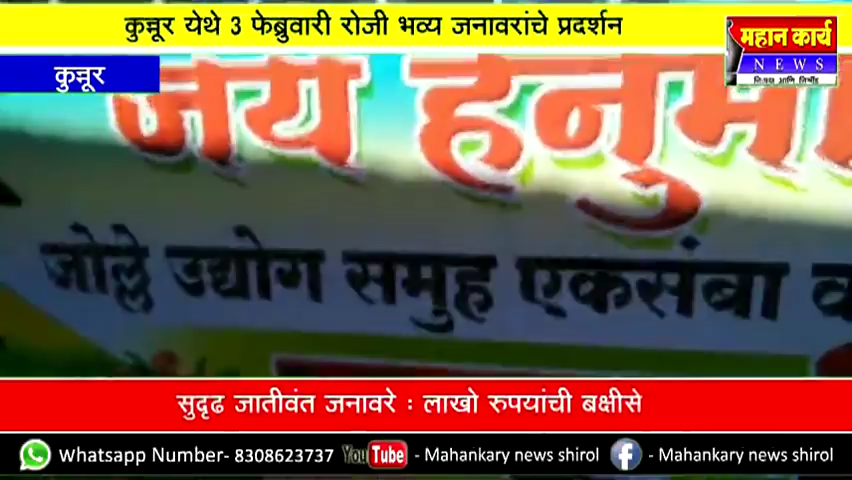 कुन्नूर येथे 3 फेब्रुवारी रोजी भव्य जनावरांचे प्रदर्शन
महान कार्य
NEWS
कुन्नूर
जय हनुमा
जोल्ले उद्योग समुह एकसंबा व
सुदृढ जातीवंत जनावरे : लाखो रुपयांची बक्षीसे
Whatsapp Number- 8308623737 YouTube - Mahankary news shirol f - Mahankary news shirol